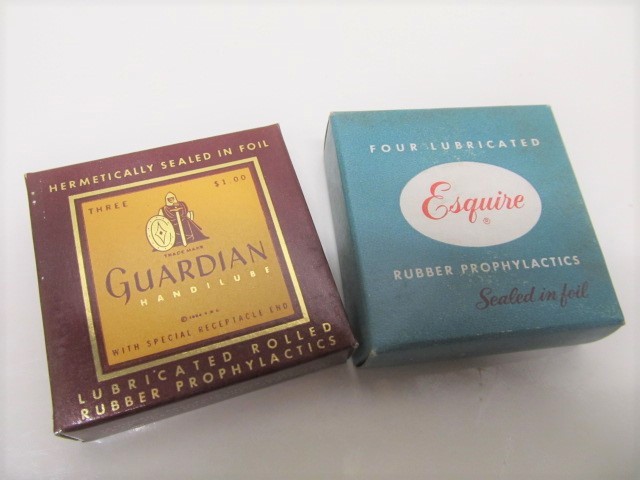 HERMETICALLY SEALED IN FOIL
THREE $1.00
TRADE MARK
GUARDIAN
HANDILUBE
WITH SPECIAL RECEPTACLE END
LUBRICATED ROLLED
RUBBER PROPHYLACTICS
FOUR LUBRICATED
Esquire
®
RUBBER PROPHYLACTICS
Sealed in foil